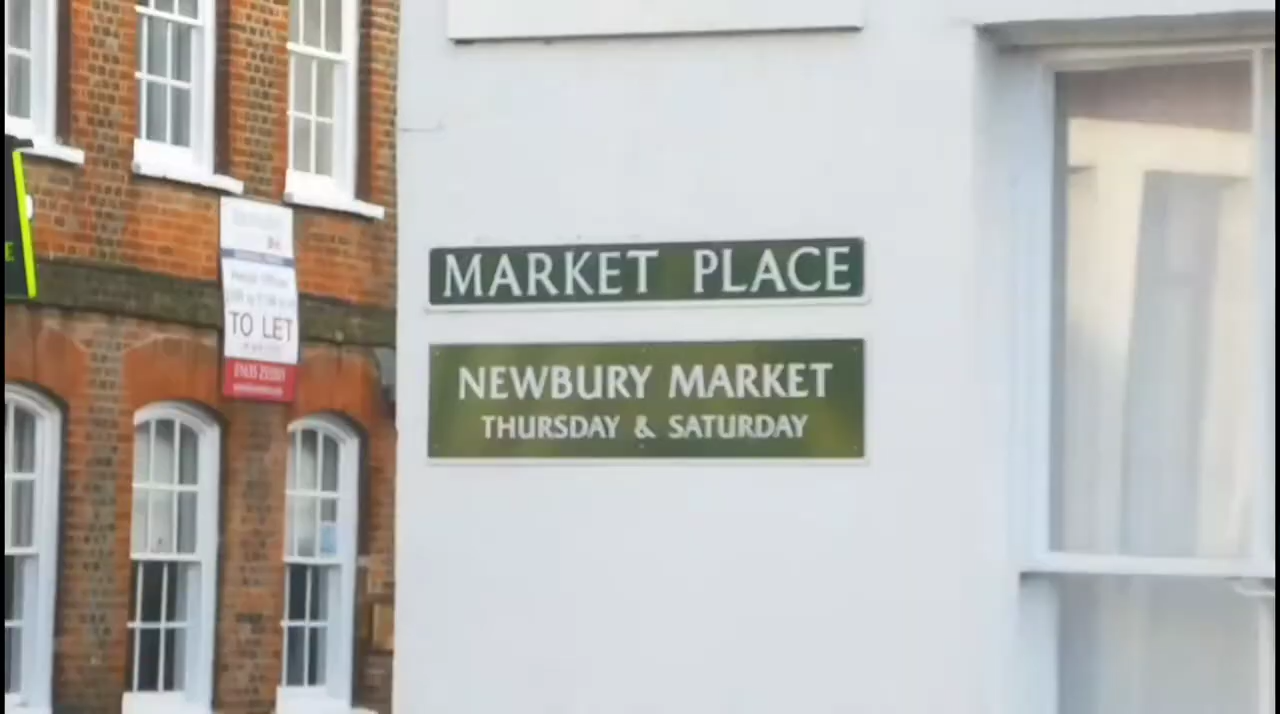 MARKET PLACE
NEWBURY MARKET
THURSDAY & SATURDAY
TO LET